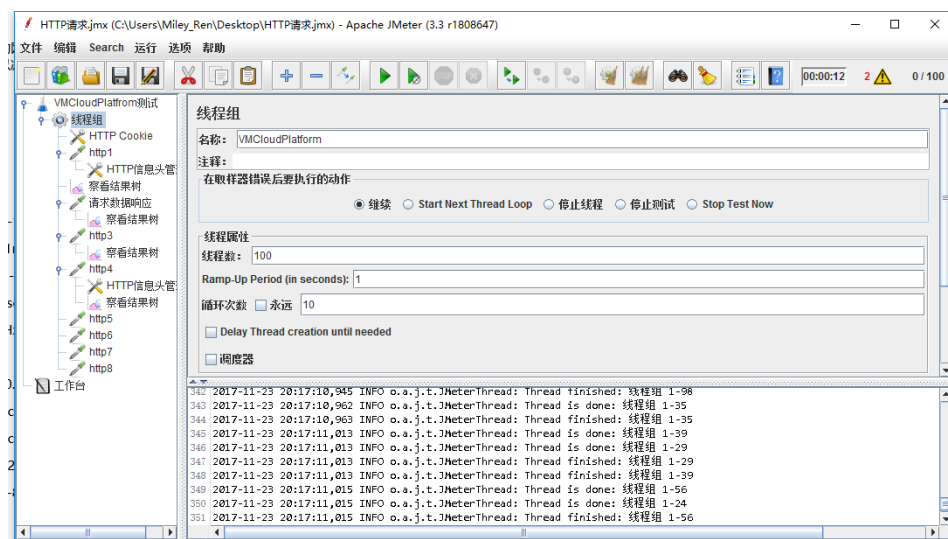 HTTP请求.jmx (C:\Users\Miley_Ren\Desktop\HTTP请求.jmx) - Apache JMeter (3.3 r1808647)
文件 编辑 Search 运行 选项 帮助
00:00:12 2 0 / 100
VMCloudPlatfrom测试
线程组
HTTP Cookie
http1
HTTP信息头管
察看结果树
请求数据响应
察看结果树
http3
察看结果树
http4
HTTP信息头管
察看结果树
http5
http6
http7
http8
工作台
线程组
名称: VMCloudPlatform
注释:
在取样器错误后要执行的动作
继续 Start Next Thread Loop 停止线程 停止测试 Stop Test Now
线程属性
线程数: 100
Ramp-Up Period (in seconds): 1
循环次数 永远 10
Delay Thread creation until needed
调度器
342 2017-11-23 20:17:10,945 INFO o.a.j.t.JMeterThread: Thread finished: 线程组 1-98
343 2017-11-23 20:17:10,962 INFO o.a.j.t.JMeterThread: Thread is done: 线程组 1-35
344 2017-11-23 20:17:10,963 INFO o.a.j.t.JMeterThread: Thread finished: 线程组 1-35
345 2017-11-23 20:17:11,013 INFO o.a.j.t.JMeterThread: Thread is done: 线程组 1-39
346 2017-11-23 20:17:11,013 INFO o.a.j.t.JMeterThread: Thread is done: 线程组 1-29
347 2017-11-23 20:17:11,013 INFO o.a.j.t.JMeterThread: Thread finished: 线程组 1-29
348 2017-11-23 20:17:11,013 INFO o.a.j.t.JMeterThread: Thread finished: 线程组 1-39
349 2017-11-23 20:17:11,015 INFO o.a.j.t.JMeterThread: Thread is done: 线程组 1-56
350 2017-11-23 20:17:11,015 INFO o.a.j.t.JMeterThread: Thread is done: 线程组 1-24
351 2017-11-23 20:17:11,015 INFO o.a.j.t.JMeterThread: Thread finished: 线程组 1-56